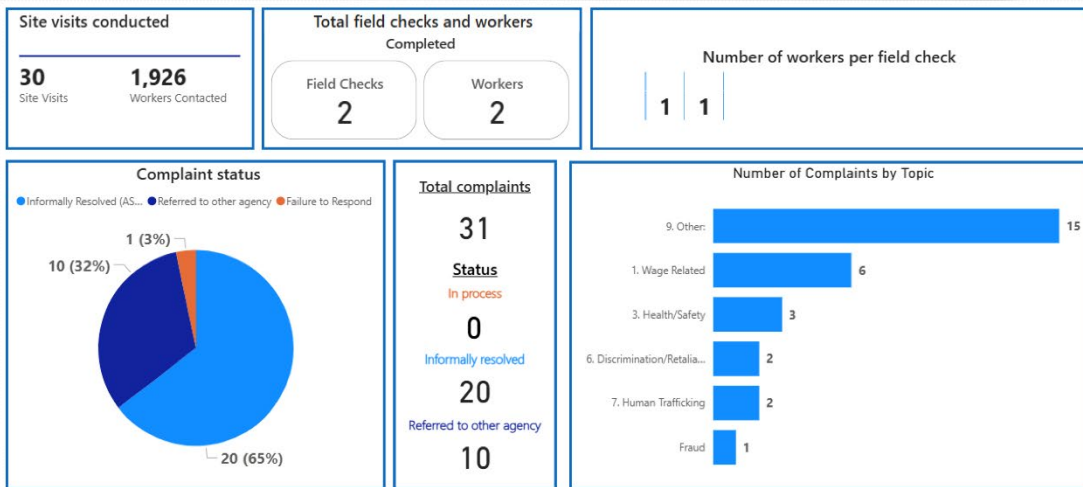 Site visits conducted
30
Site Visits
1,926
Workers Contacted
Total field checks and workers
Completed
Field Checks
2
Workers
2
Number of workers per field check
1 1
Complaint status
Informally Resolved (AS... Referred to other agency Failure to Respond
1 (3%)
10 (32%)
20 (65%)
Total complaints
31
Status
In process
0
Informally resolved
20
Referred to other agency
10
Number of Complaints by Topic
9. Other: 15
1. Wage Related 6
3. Health/Safety 3
6. Discrimination/Retalia... 2
7. Human Trafficking 2
Fraud 1